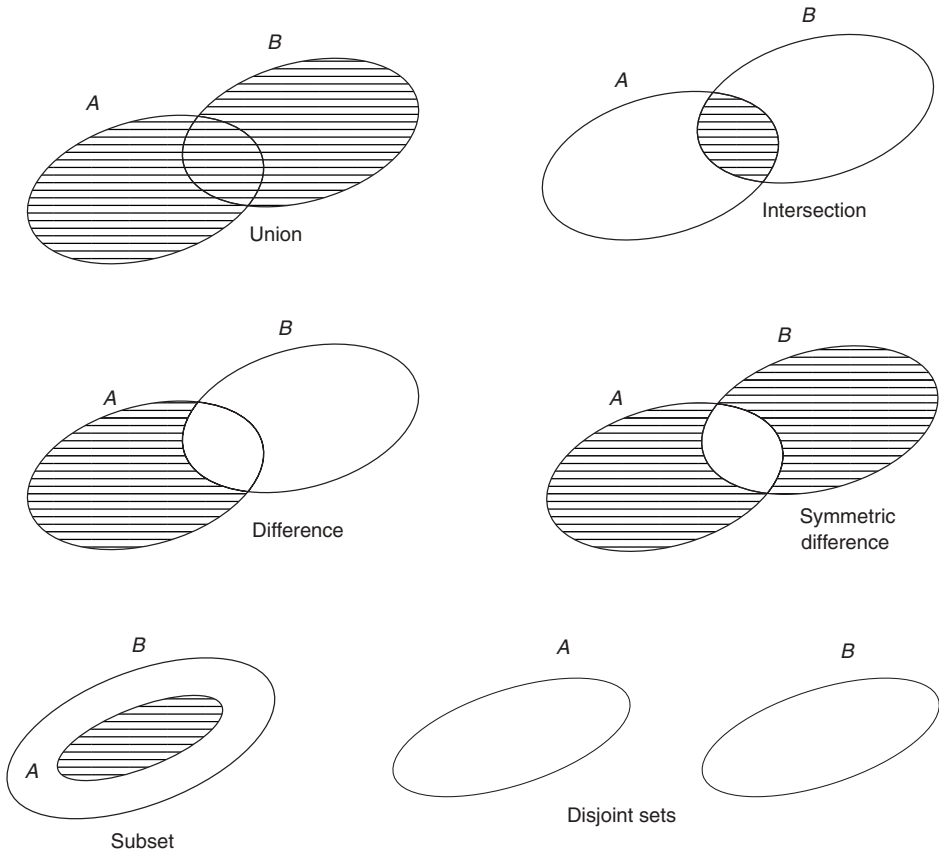 A
B
Union
A
B
Intersection
A
B
Difference
A
B
Symmetric
difference
B
A
Subset
A
B
Disjoint sets